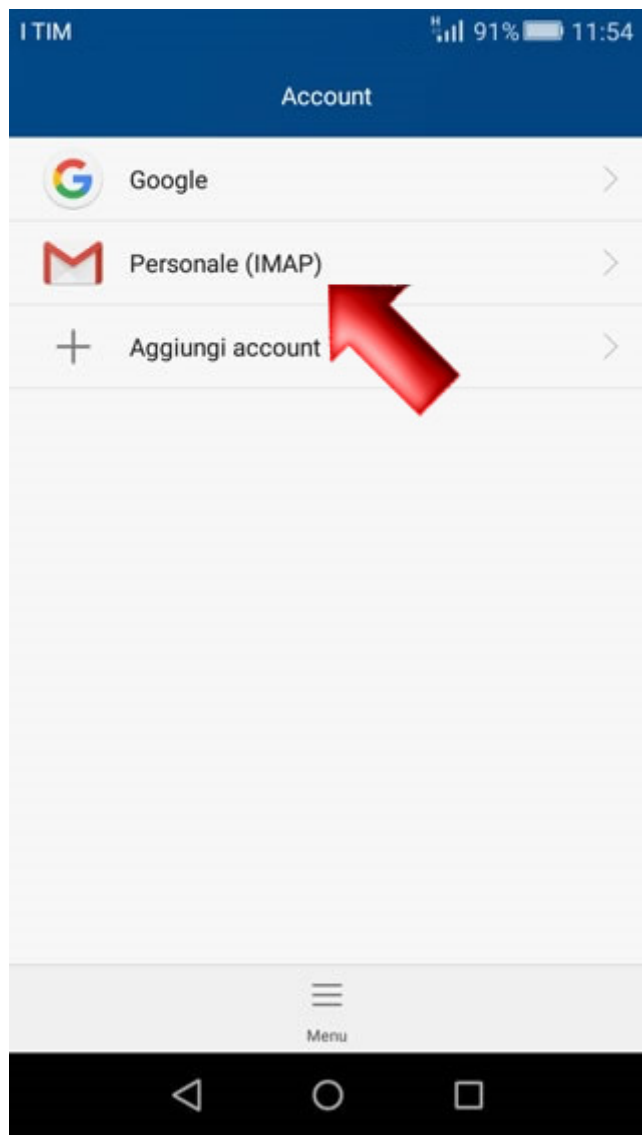 I TIM H 91% 11:54
Account
Google
Personale (IMAP)
Aggiungi account
Menu